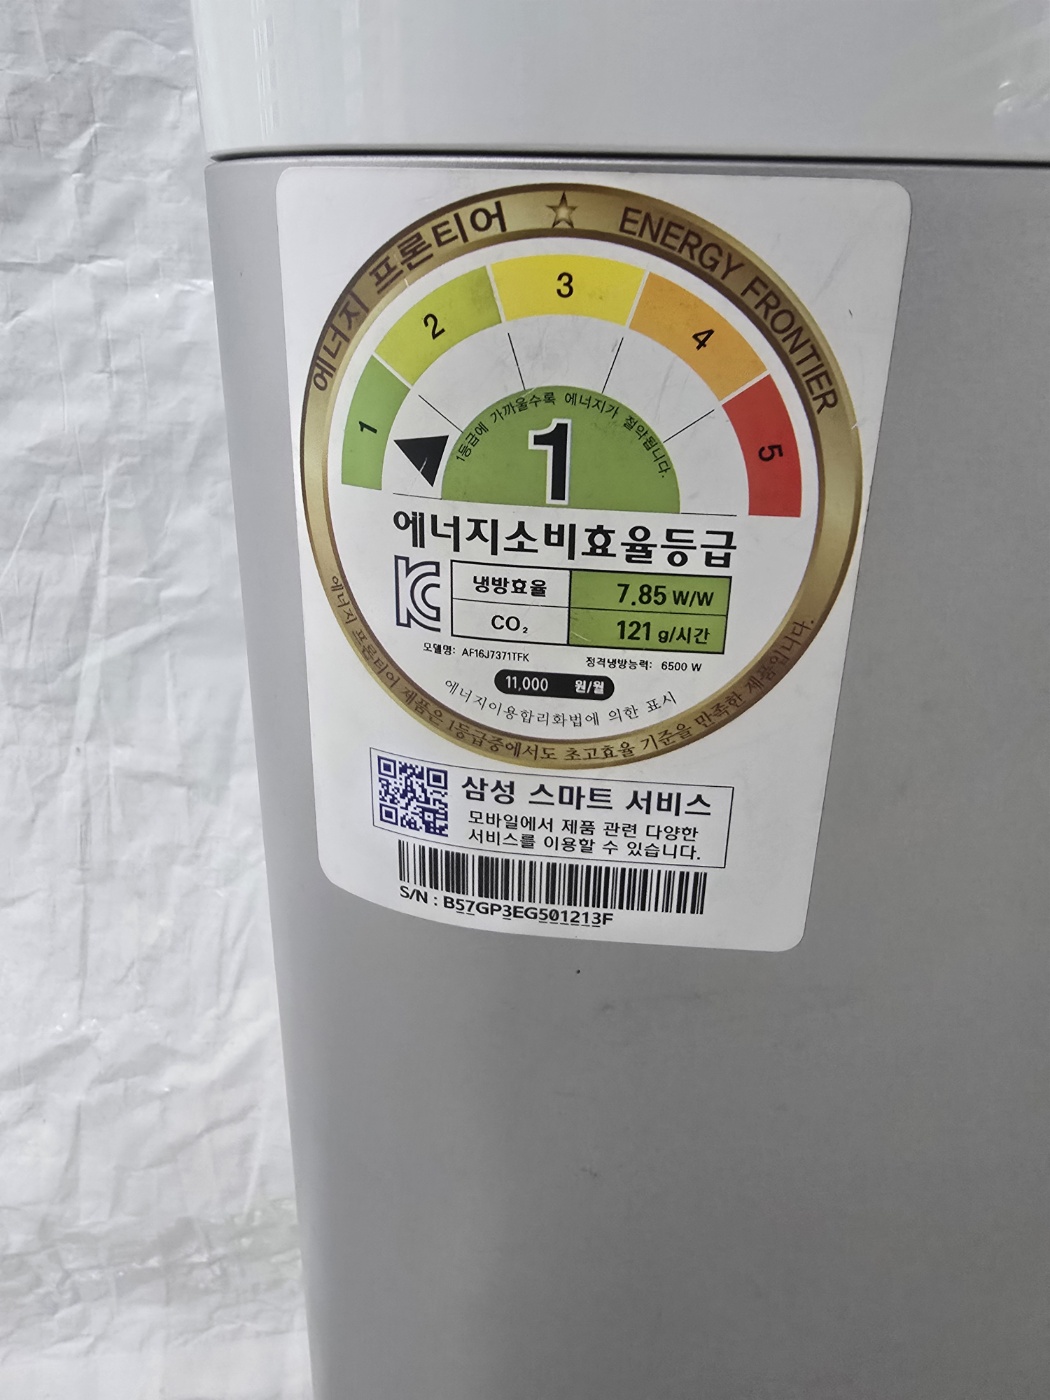 에너지 프론티어 ☆ ENERGY FRONTIER
1 2 3 4 5
1등급에 가까울수록 에너지가 절약됩니다.
1
에너지소비효율등급
냉방효율 7.85 W/W
CO₂ 121 g/시간
모델명: AF16J7371TFK 정격냉방능력: 6500 W
11,000 원/월
에너지이용합리화법에 의한 표시
에너지 프론티어 제품은 1등급중에서도 초고효율 기준을 만족한 제품입니다.
삼성 스마트 서비스
모바일에서 제품 관련 다양한
서비스를 이용할 수 있습니다.
S/N : B57GP3EG501213F